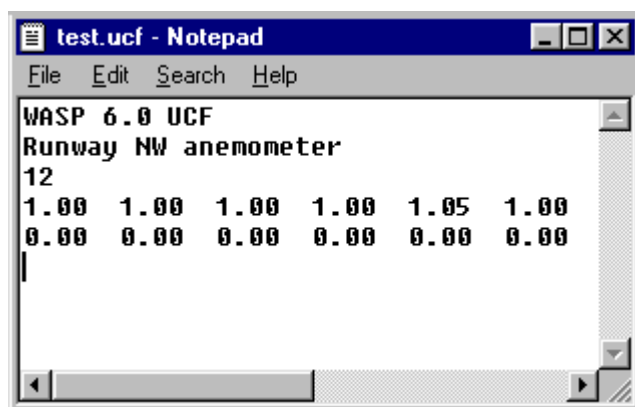 test.ucf - Notepad
File Edit Search Help
WASP 6.0 UCF
Runway NW anemometer
12
1.00 1.00 1.00 1.00 1.05 1.00
0.00 0.00 0.00 0.00 0.00 0.00